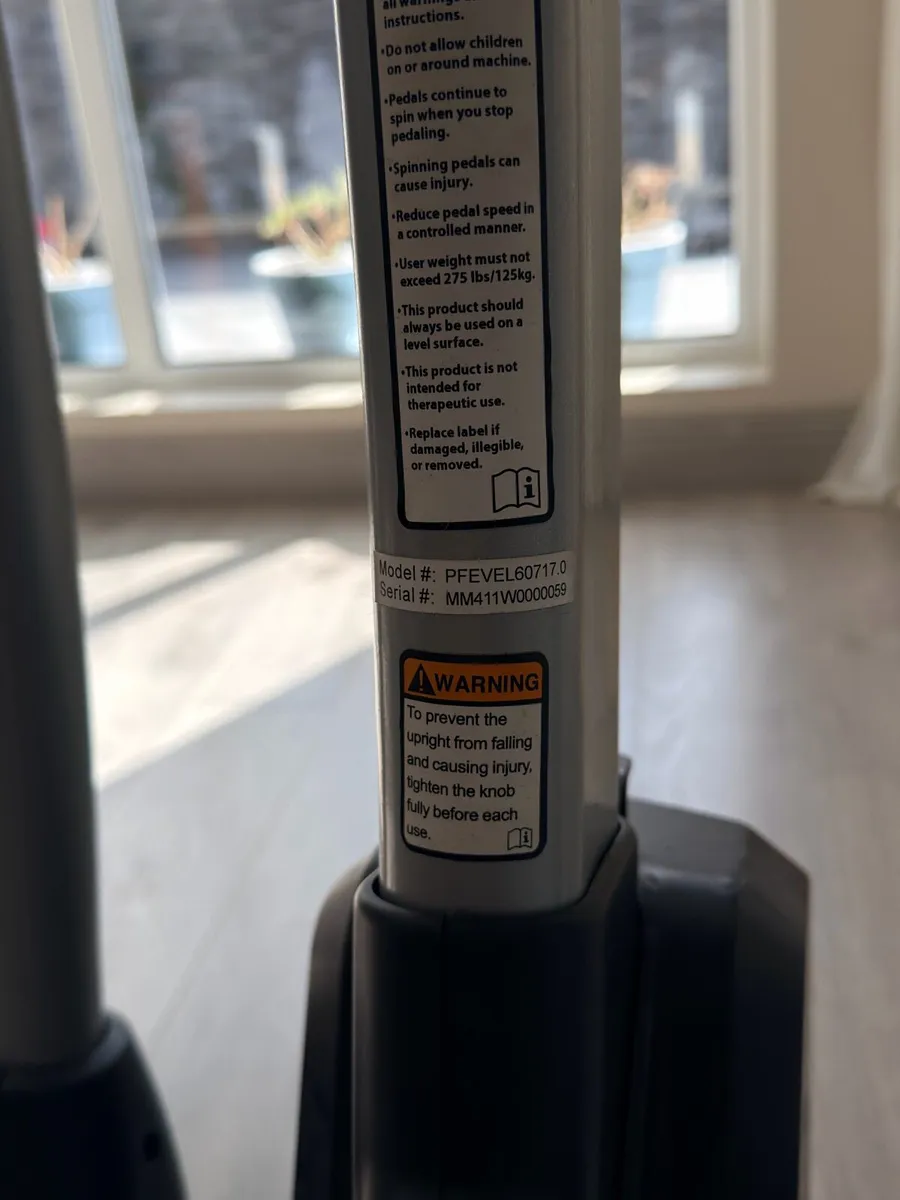 all warnings
instructions.
•Do not allow children
on or around machine.
•Pedals continue to
spin when you stop
pedaling.
•Spinning pedals can
cause injury.
•Reduce pedal speed in
a controlled manner.
•User weight must not
exceed 275 lbs/125kg.
•This product should
always be used on a
level surface.
•This product is not
intended for
therapeutic use.
•Replace label if
damaged, illegible,
or removed.
Model #: PFEVEL60717.0
Serial #: MM411W0000059
WARNING
To prevent the
upright from falling
and causing injury,
tighten the knob
fully before each
use.